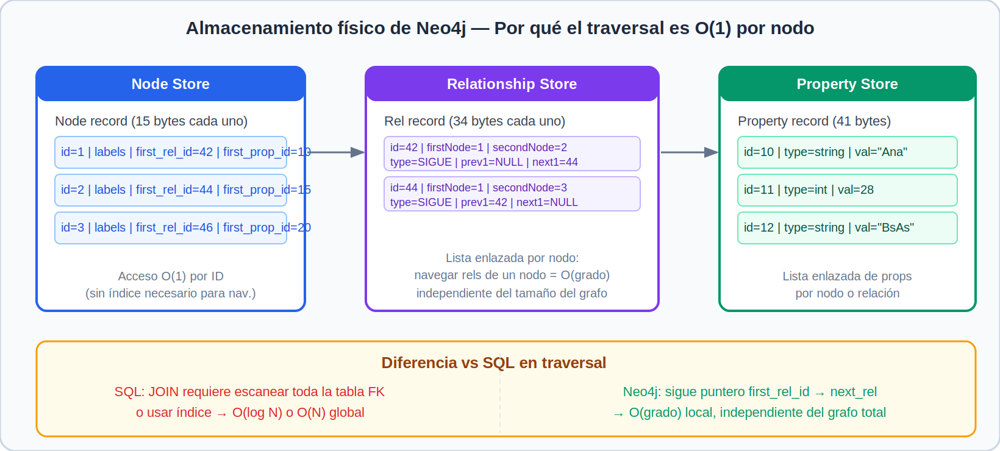 Almacenamiento físico de Neo4j — Por qué el traversal es O(1) por nodo
Node Store
Node record (15 bytes cada uno)
id=1 | labels | first_rel_id=42 | first_prop_id=10
id=2 | labels | first_rel_id=44 | first_prop_id=15
id=3 | labels | first_rel_id=46 | first_prop_id=20
Acceso O(1) por ID
(sin índice necesario para nav.)
Relationship Store
Rel record (34 bytes cada uno)
id=42 | firstNode=1 | secondNode=2
type=SIGUE | prev1=NULL | next1=44
id=44 | firstNode=1 | secondNode=3
type=SIGUE | prev1=42 | next1=NULL
Lista enlazada por nodo:
navegar rels de un nodo = O(grado)
independiente del tamaño del grafo
Property Store
Property record (41 bytes)
id=10 | type=string | val="Ana"
id=11 | type=int | val=28
id=12 | type=string | val="BsAs"
Lista enlazada de props
por nodo o relación
Diferencia vs SQL en traversal
SQL: JOIN requiere escanear toda la tabla FK
o usar índice → O(log N) o O(N) global
Neo4j: sigue puntero first_rel_id → next_rel
→ O(grado) local, independiente del grafo total